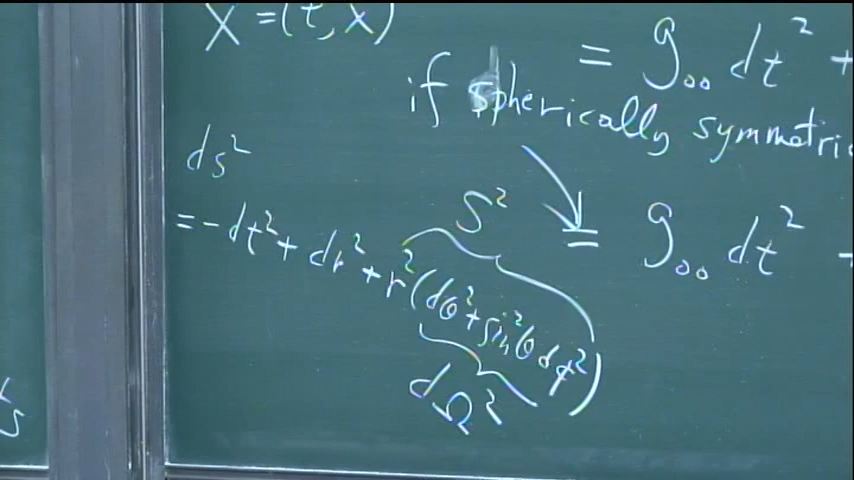 X = (t, x)
= g₀₀ dt² +
if spherically symmetric
ds²
= -dt² + dr² + r² (dθ² + sin²θ dφ²)
S²
dΩ²
= g₀₀ dt² +